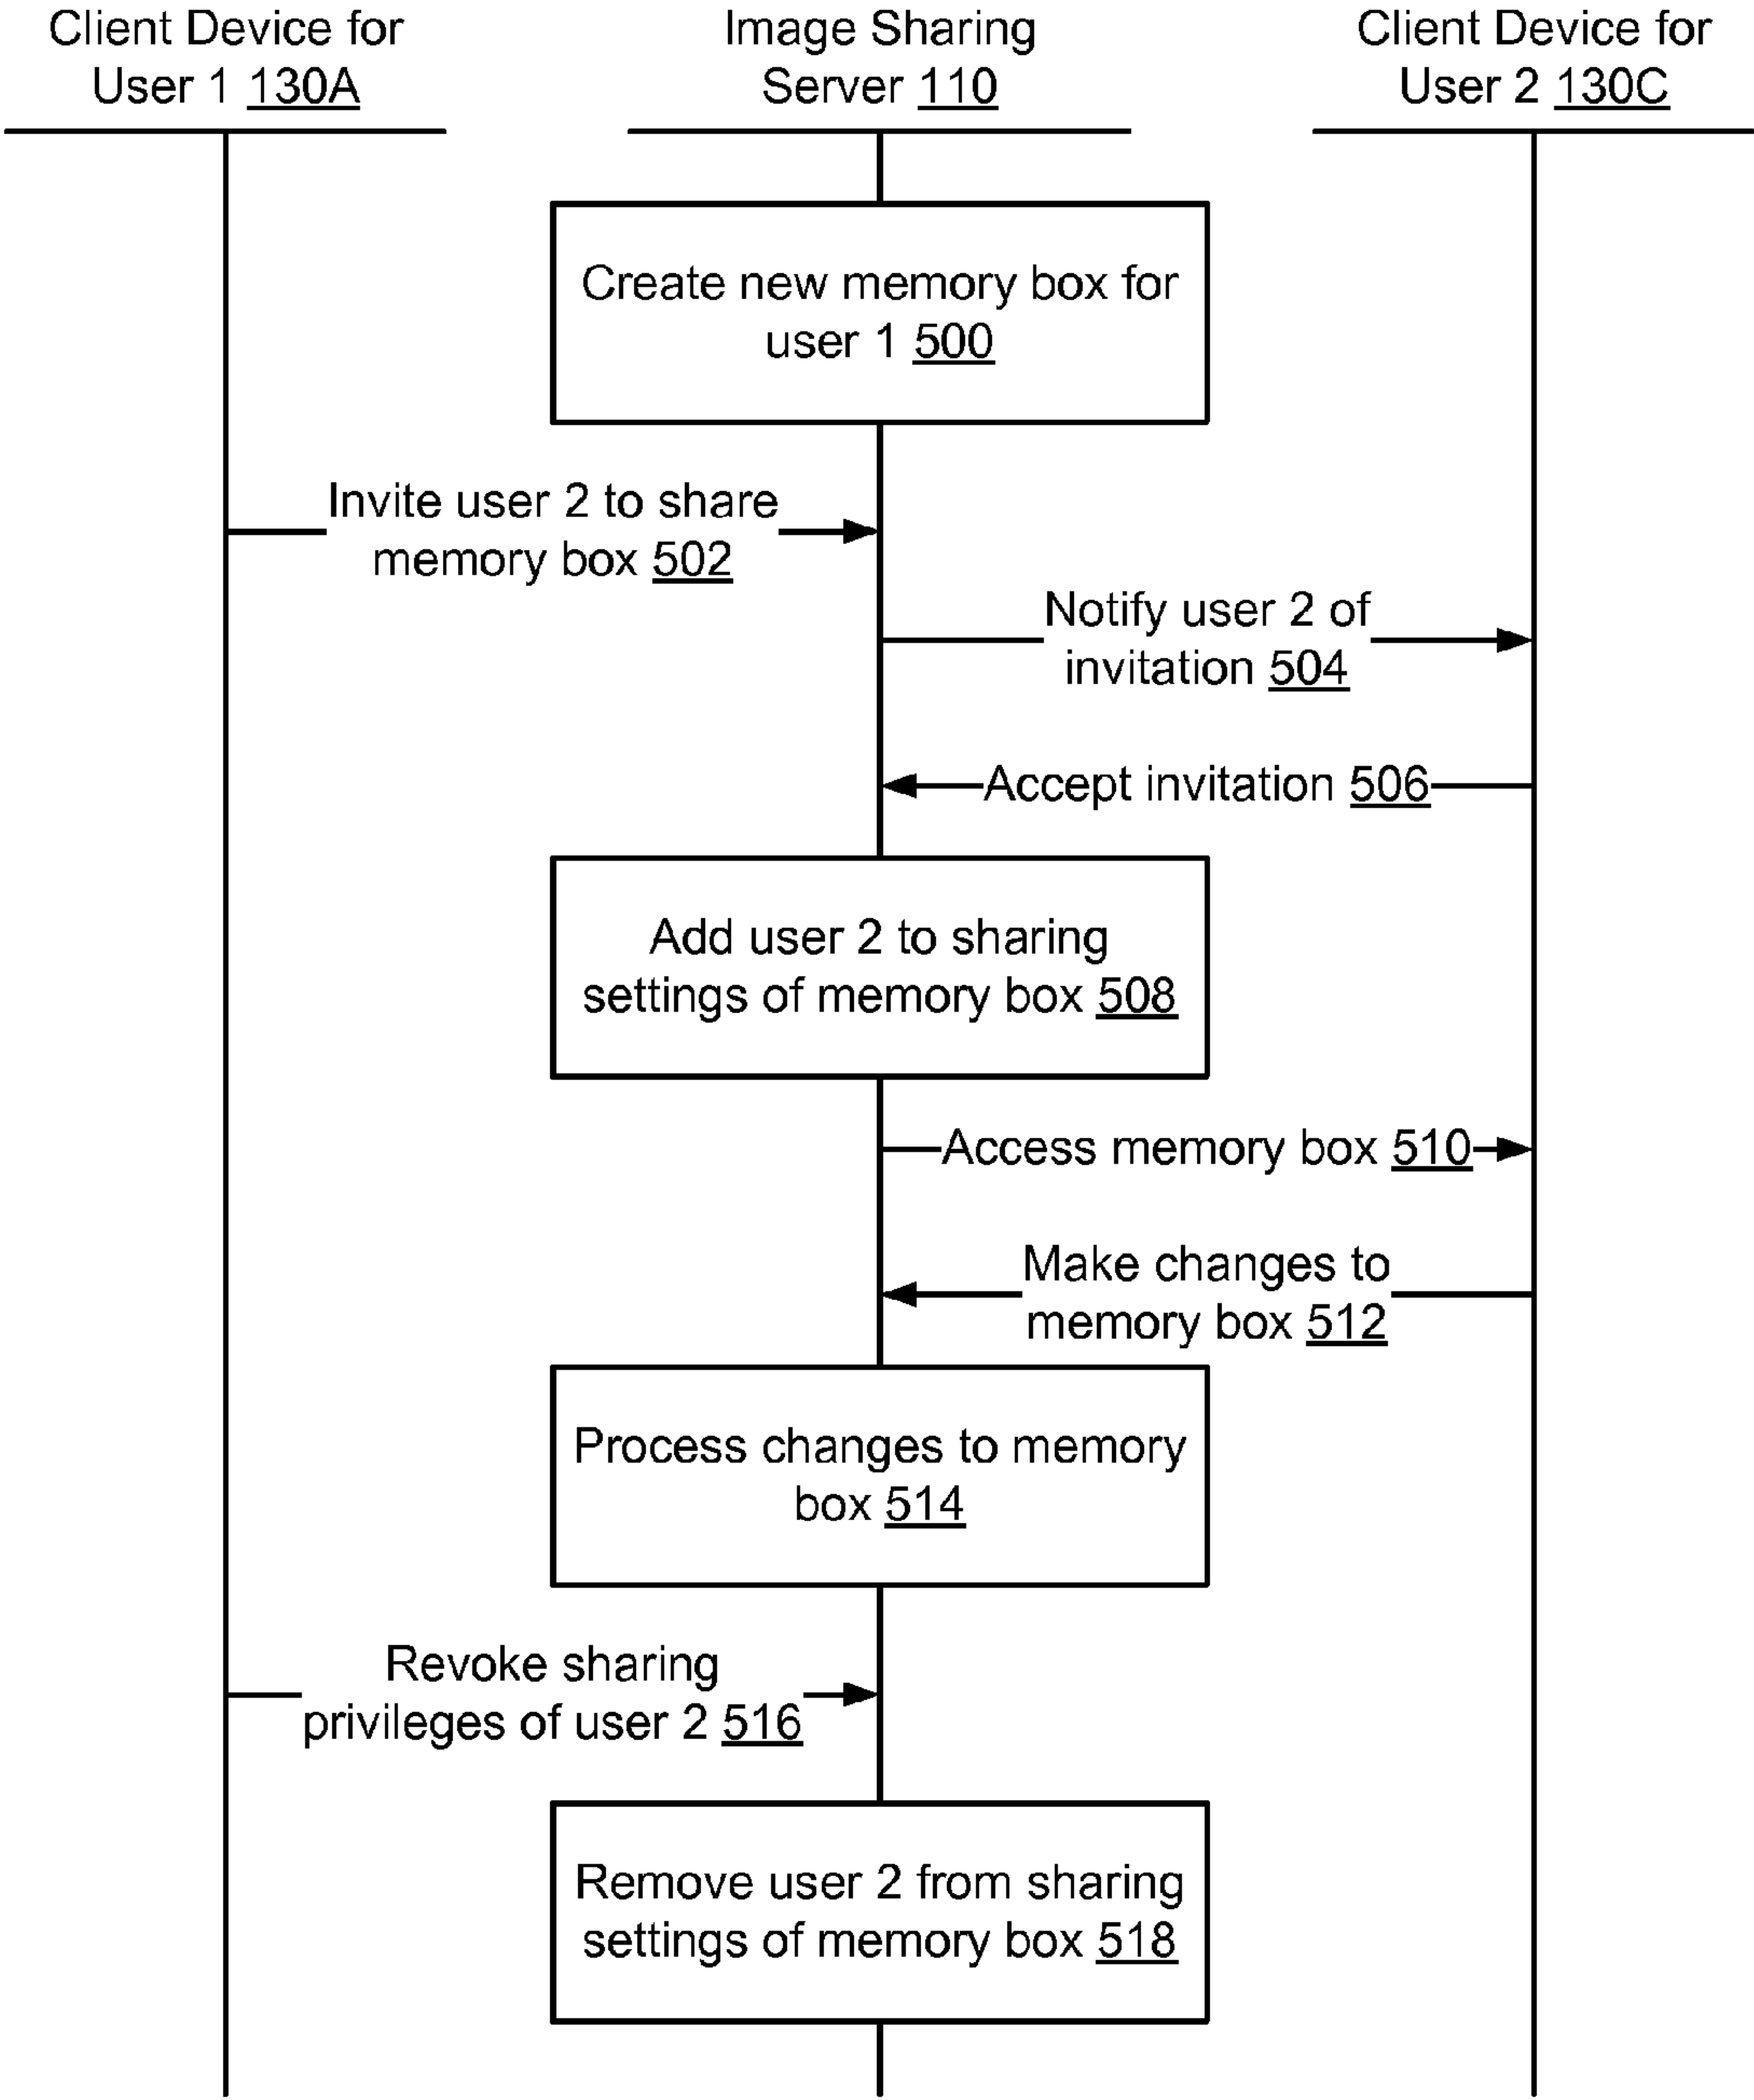 Client Device for
User 1 130A
Image Sharing
Server 110
Client Device for
User 2 130C
Create new memory box for
user 1 500
Invite user 2 to share
memory box 502
Notify user 2 of
invitation 504
Accept invitation 506
Add user 2 to sharing
settings of memory box 508
Access memory box 510
Make changes to
memory box 512
Process changes to memory
box 514
Revoke sharing
privileges of user 2 516
Remove user 2 from sharing
settings of memory box 518